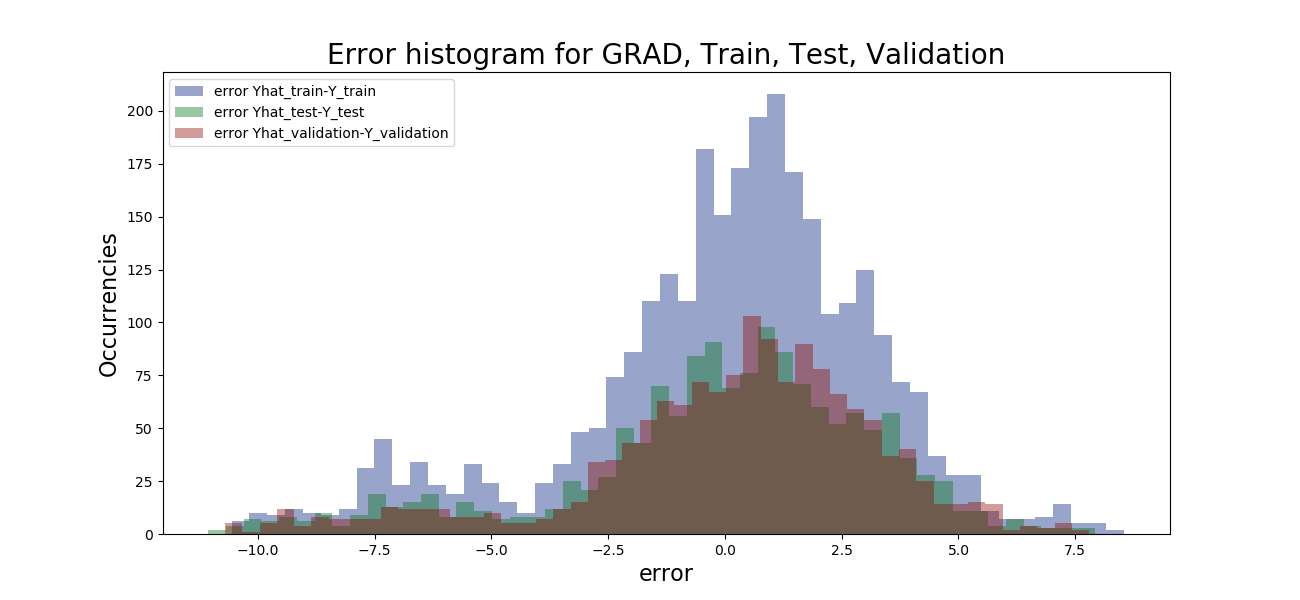 Error histogram for GRAD, Train, Test, Validation
error Yhat_train-Y_train
error Yhat_test-Y_test
error Yhat_validation-Y_validation
200
175
150
125
100
75
50
25
0
Occurrencies
−10.0 −7.5 −5.0 −2.5 0.0 2.5 5.0 7.5
error